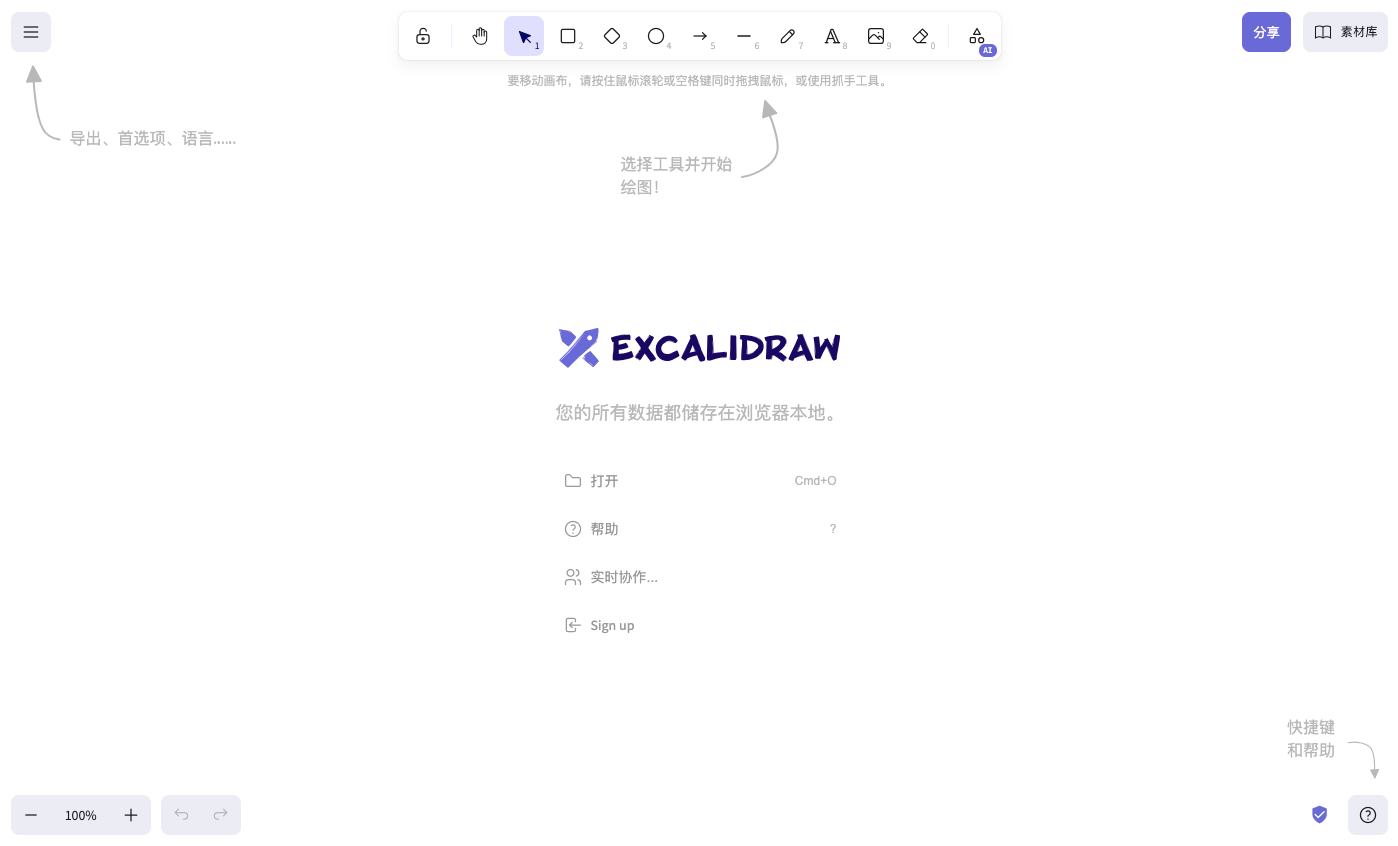 1
2
3
4
5
6
7
8
9
0
AI
分享
素材库
要移动画布，请按住鼠标滚轮或空格键同时拖拽鼠标，或使用抓手工具。
导出、首选项、语言……
选择工具并开始
绘图！
EXCALIDRAW
您的所有数据都储存在浏览器本地。
打开 Cmd+O
帮助 ?
实时协作...
Sign up
快捷键
和帮助
100%